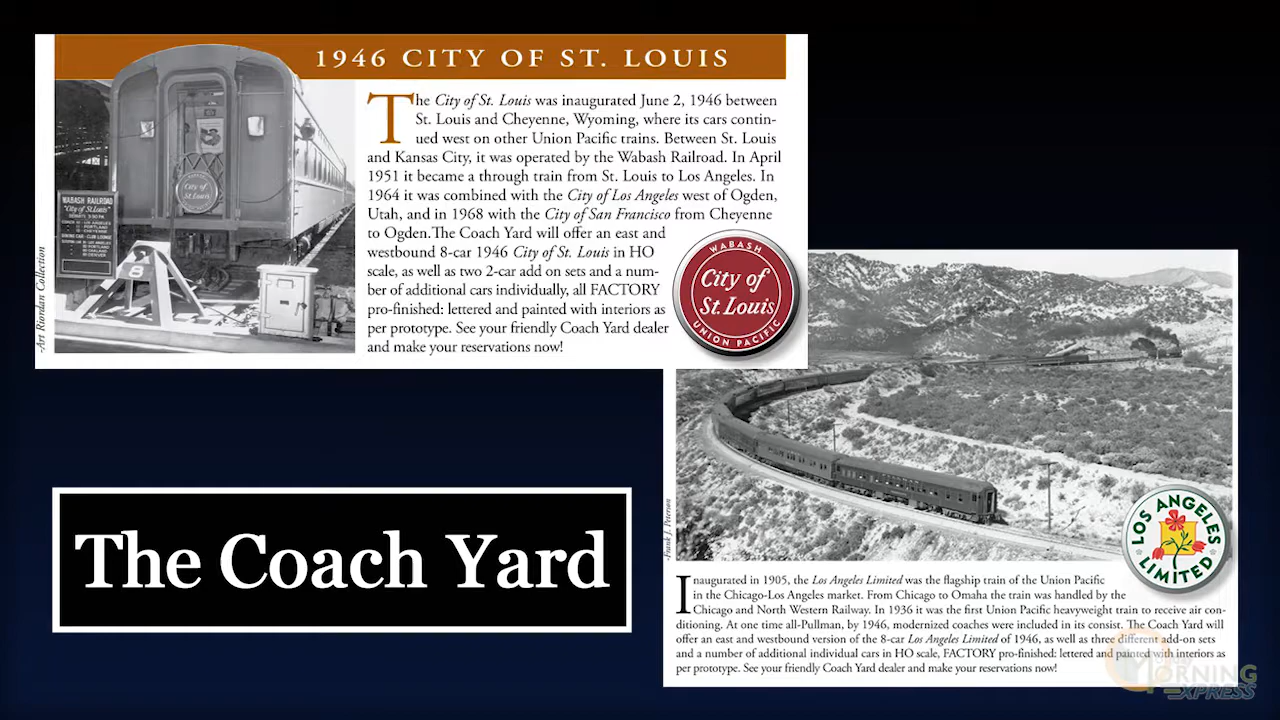 1946 CITY OF ST. LOUIS
The City of St. Louis was inaugurated June 2, 1946 between
St. Louis and Cheyenne, Wyoming, where its cars contin-
ued west on other Union Pacific trains. Between St. Louis
and Kansas City, it was operated by the Wabash Railroad. In April
1951 it became a through train from St. Louis to Los Angeles. In
1964 it was combined with the City of Los Angeles west of Ogden,
Utah, and in 1968 with the City of San Francisco from Cheyenne
to Ogden.The Coach Yard will offer an east and
westbound 8-car 1946 City of St. Louis in HO
scale, as well as two 2-car add on sets and a num-
ber of additional cars individually, all FACTORY
pro-finished: lettered and painted with interiors as
per prototype. See your friendly Coach Yard dealer
and make your reservations now!
-Art Riordan Collection
City of
St. Louis
WABASH RAILROAD
"City of St. Louis"
8
WABASH
City of
St. Louis
UNION PACIFIC
The Coach Yard
-Frank J. Peterson
LOS ANGELES
LIMITED
Inaugurated in 1905, the Los Angeles Limited was the flagship train of the Union Pacific
in the Chicago-Los Angeles market. From Chicago to Omaha the train was handled by the
Chicago and North Western Railway. In 1936 it was the first Union Pacific heavyweight train to receive air con-
ditioning. At one time all-Pullman, by 1946, modernized coaches were included in its consist. The Coach Yard will
offer an east and westbound version of the 8-car Los Angeles Limited of 1946, as well as three different add-on sets
and a number of additional individual cars in HO scale, FACTORY pro-finished: lettered and painted with interiors as
per prototype. See your friendly Coach Yard dealer and make your reservations now!
MORNING
EXPRESS